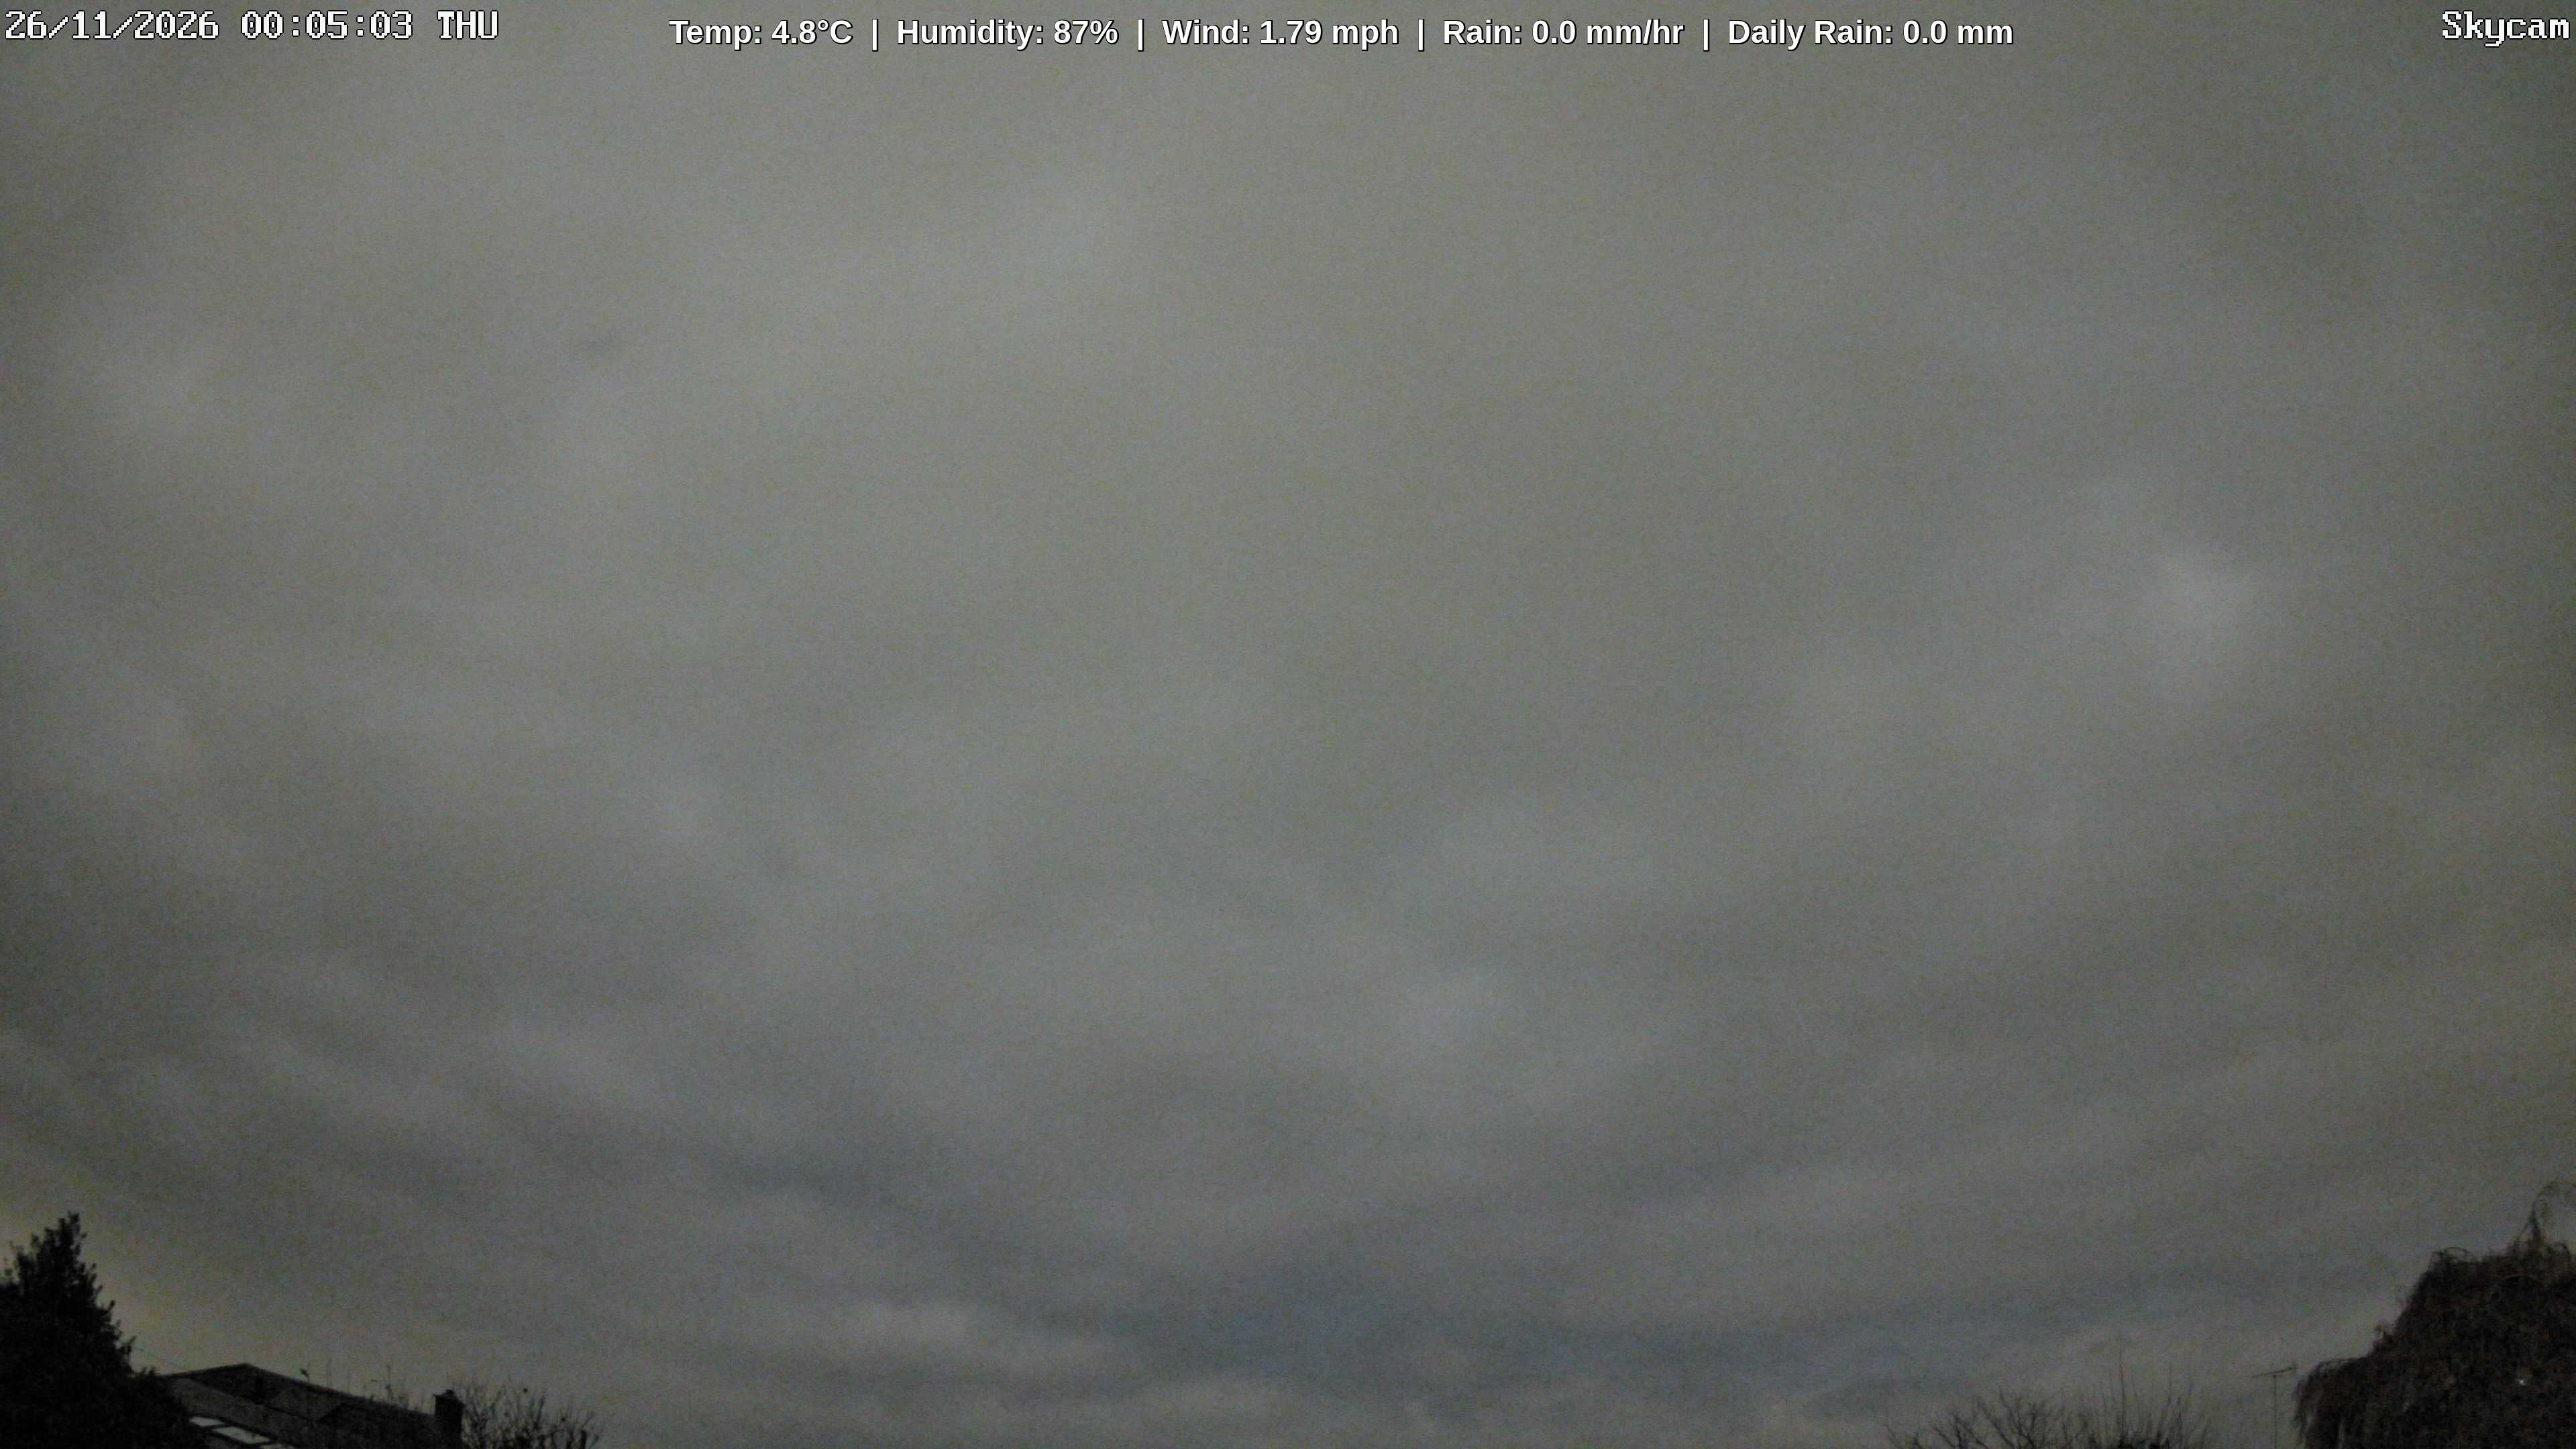 26/11/2026 00:05:03 THU
Temp: 4.8°C | Humidity: 87% | Wind: 1.79 mph | Rain: 0.0 mm/hr | Daily Rain: 0.0 mm
Skycam